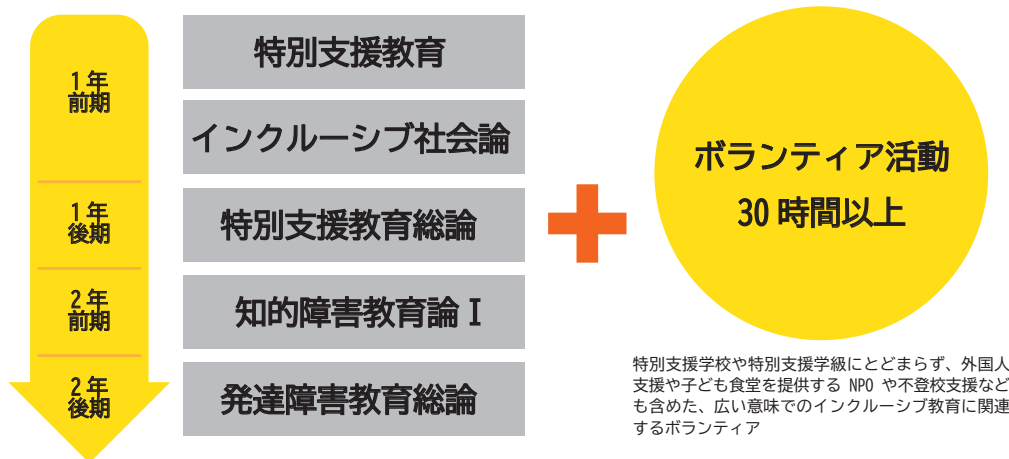 1年
前期
特別支援教育
インクルーシブ社会論
1年
後期
特別支援教育総論
2年
前期
知的障害教育論Ⅰ
2年
後期
発達障害教育総論
ボランティア活動
30時間以上
特別支援学校や特別支援学級にとどまらず、外国人
支援や子ども食堂を提供する NPO や不登校支援など
も含めた、広い意味でのインクルーシブ教育に関連
するボランティア